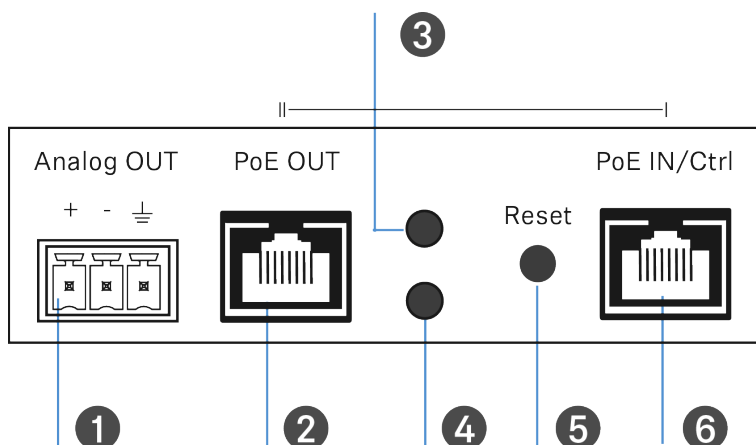 3
|| |
Analog OUT PoE OUT PoE IN/Ctrl
+ - ⏚
Reset
1 2 4 5 6